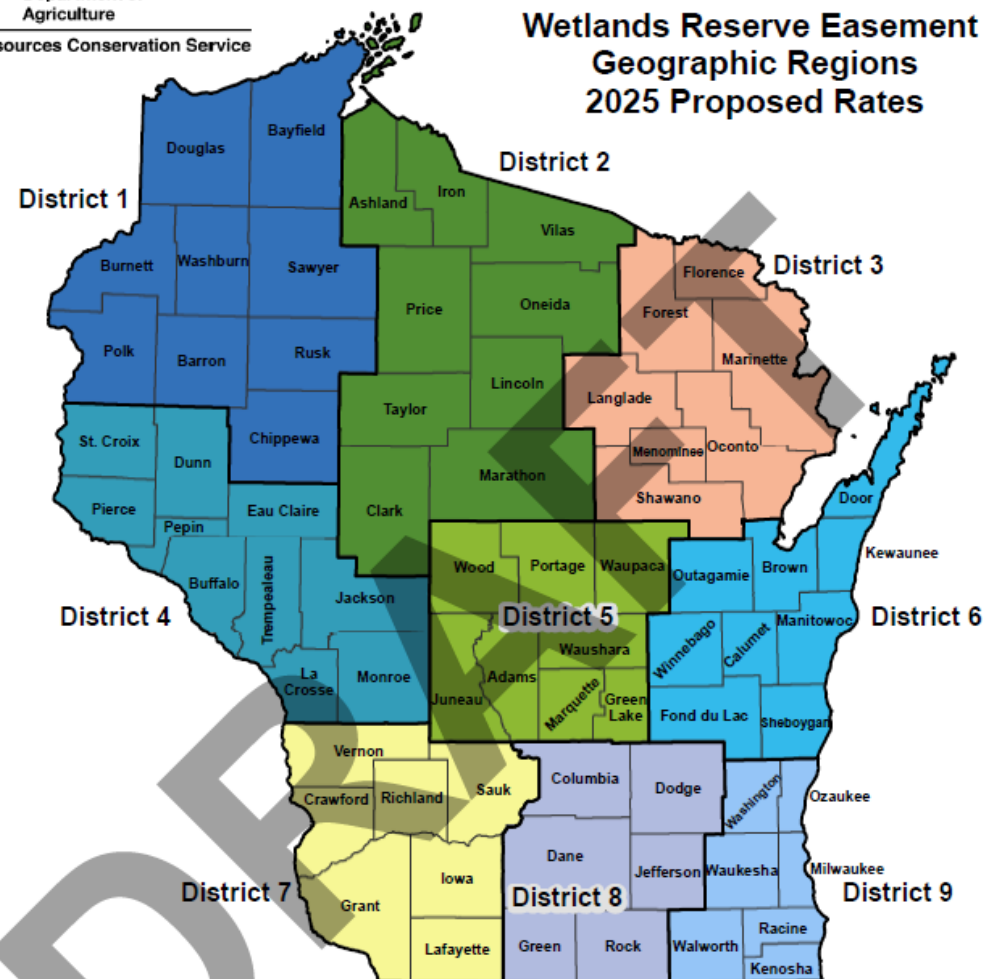 Agriculture
sources Conservation Service
Wetlands Reserve Easement
Geographic Regions
2025 Proposed Rates
District 1
District 2
District 3
Douglas
Bayfield
Ashland
Iron
Vilas
Burnett
Washburn
Sawyer
Florence
Forest
Price
Oneida
Polk
Barron
Rusk
Marinette
Lincoln
Langlade
Taylor
St. Croix
Chippewa
Dunn
Menominee
Oconto
Marathon
Shawano
Door
Pierce
Eau Claire
Clark
Pepin
Kewaunee
Wood
Portage
Waupaca
Outagamie
Brown
Buffalo
Trempealeau
Jackson
District 4
District 5
District 6
Manitowoc
Winnebago
Calumet
Waushara
La
Crosse
Monroe
Juneau
Adams
Marquette
Green
Lake
Fond du Lac
Sheboygan
Vernon
Columbia
Dodge
Sauk
Crawford
Richland
Washington
Ozaukee
Dane
Jefferson
Waukesha
Milwaukee
District 7
Iowa
District 8
District 9
Grant
Racine
Lafayette
Green
Rock
Walworth
Kenosha
DRAFT